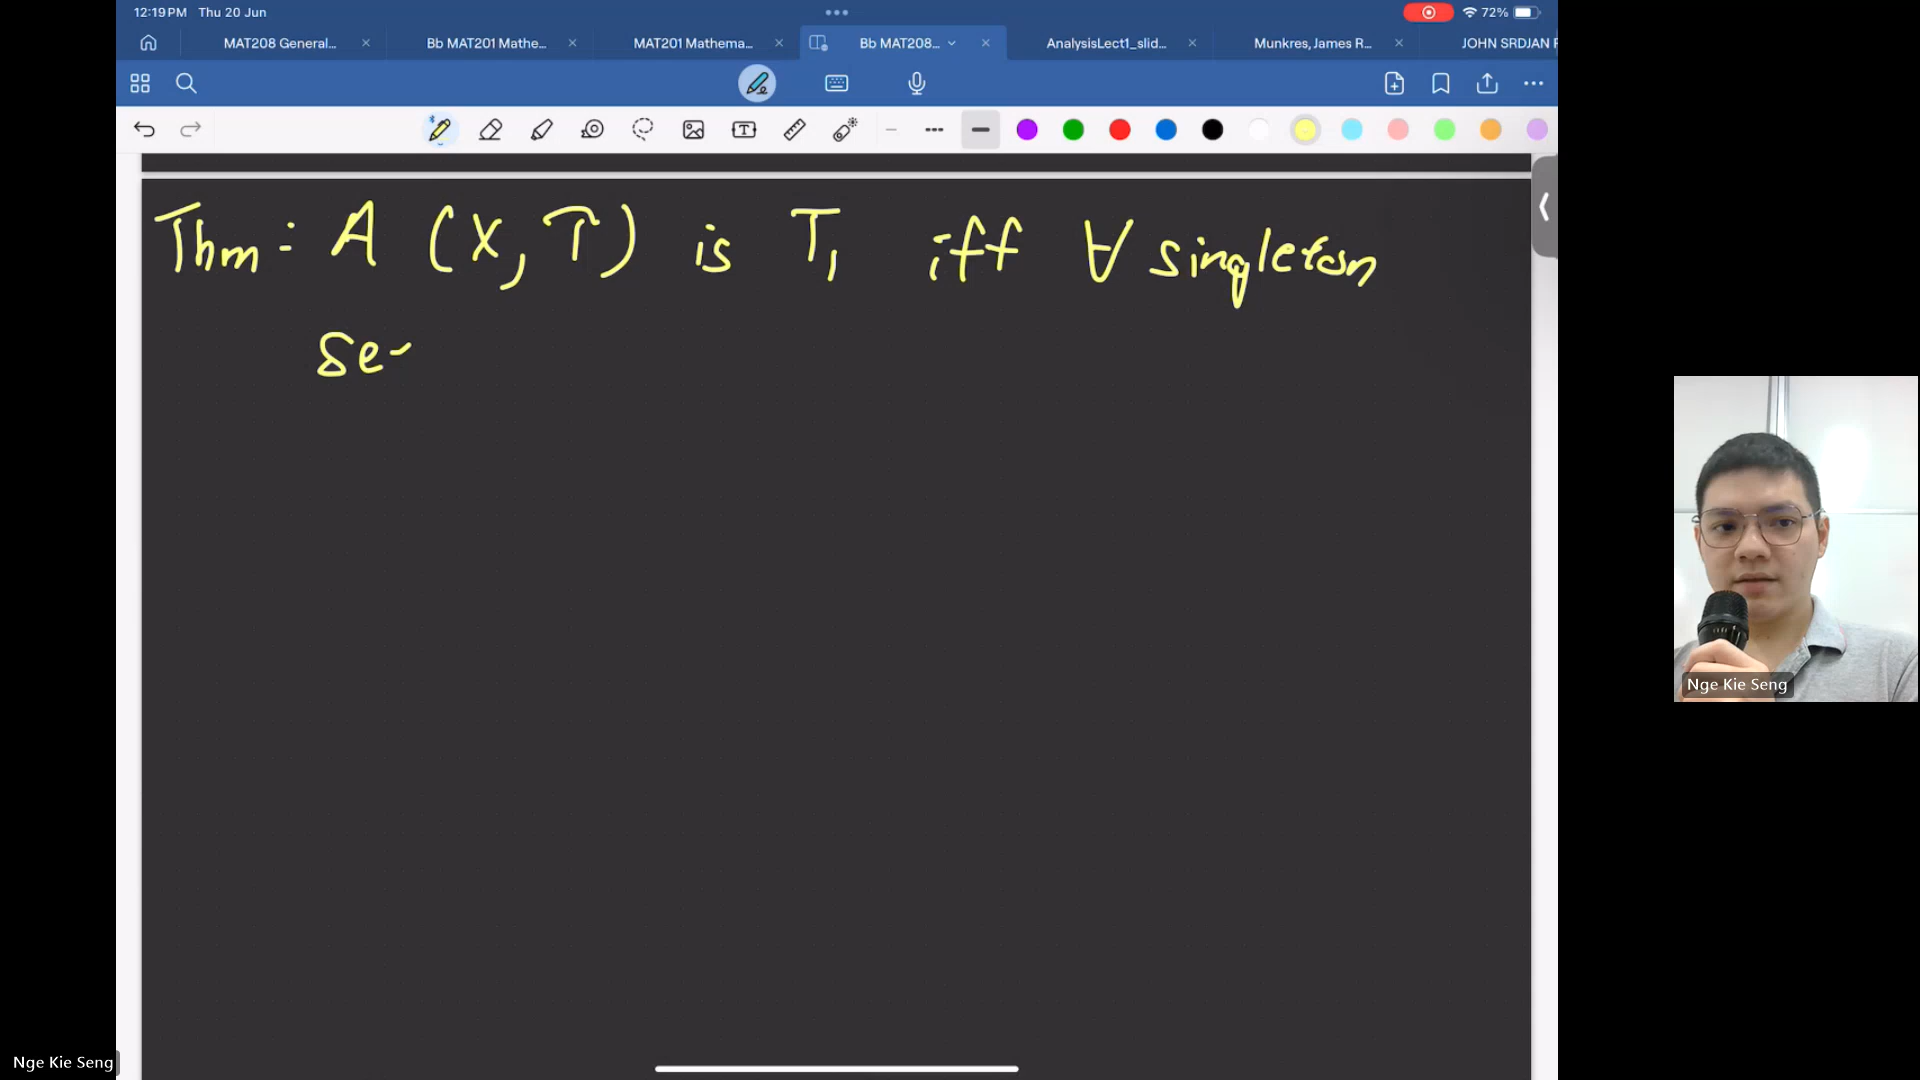 12:19 PM Thu 20 Jun
72%
MAT208 General...
Bb MAT201 Mathe...
MAT201 Mathema...
Bb MAT208...
AnalysisLect1_slid...
Munkres, James R...
JOHN SRDJAN P
Thm: A (X, T) is T1 iff ∀ singleton
se
Nge Kie Seng
Nge Kie Seng